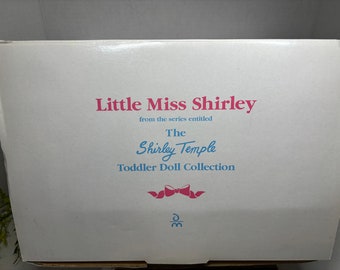 Little Miss Shirley
from the series entitled
The
Shirley Temple
Toddler Doll Collection